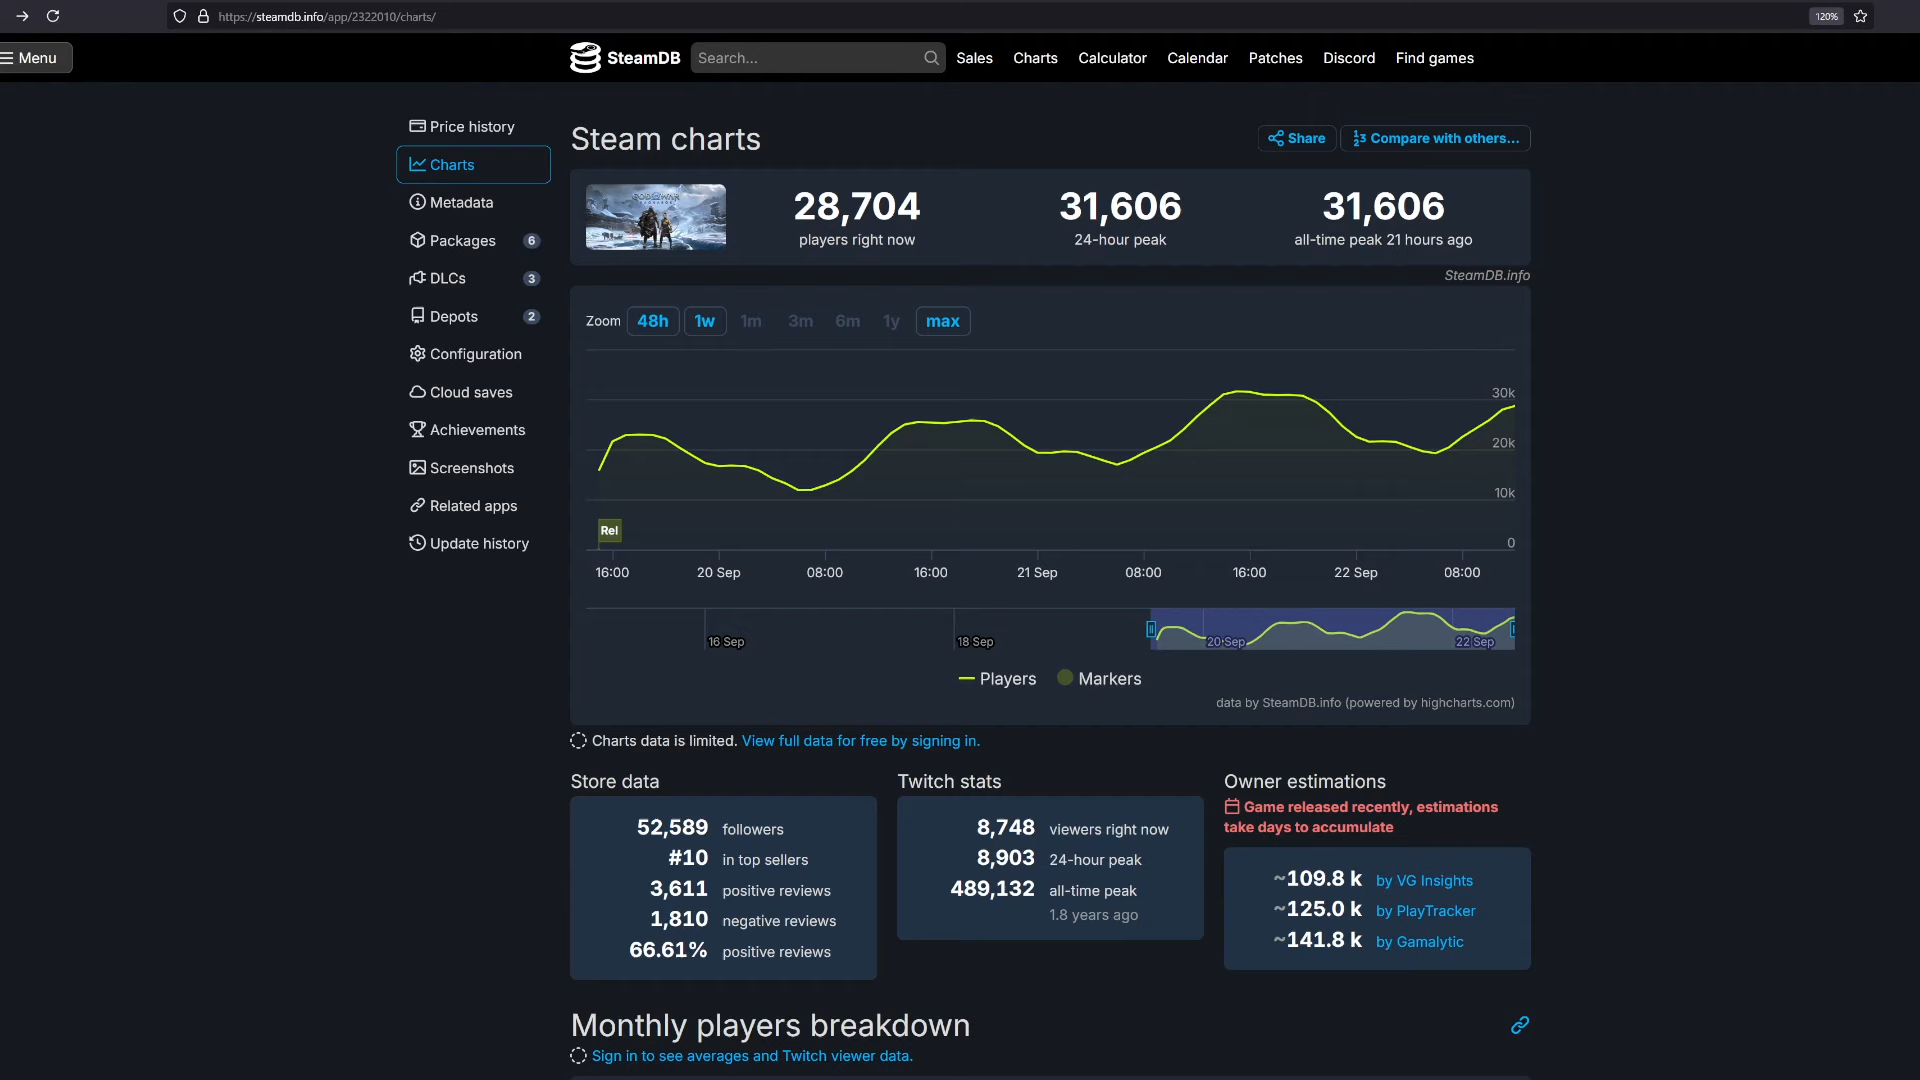 https://steamdb.info/app/2322010/charts/
120%
Menu
SteamDB
Search...
Sales
Charts
Calculator
Calendar
Patches
Discord
Find games
Price history
Charts
Metadata
Packages 6
DLCs 3
Depots 2
Configuration
Cloud saves
Achievements
Screenshots
Related apps
Update history
Steam charts
Share
Compare with others...
GOD OF WAR
RAGNARÖK
28,704
players right now
31,606
24-hour peak
31,606
all-time peak 21 hours ago
SteamDB.info
Zoom 48h 1w 1m 3m 6m 1y max
30k
20k
10k
0
Rel
16:00 20 Sep 08:00 16:00 21 Sep 08:00 16:00 22 Sep 08:00
16 Sep 18 Sep 20 Sep 22 Sep
Players Markers
data by SteamDB.info (powered by highcharts.com)
Charts data is limited. View full data for free by signing in.
Store data
52,589 followers
#10 in top sellers
3,611 positive reviews
1,810 negative reviews
66.61% positive reviews
Twitch stats
8,748 viewers right now
8,903 24-hour peak
489,132 all-time peak
1.8 years ago
Owner estimations
Game released recently, estimations
take days to accumulate
~109.8 k by VG Insights
~125.0 k by PlayTracker
~141.8 k by Gamalytic
Monthly players breakdown
Sign in to see averages and Twitch viewer data.